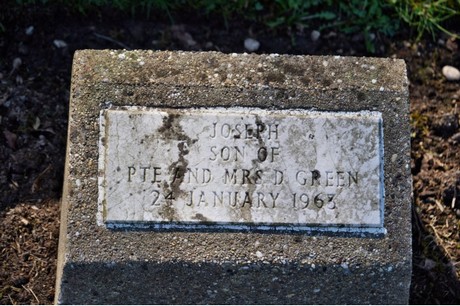 JOSEPH
SON OF
PTE AND MRS D GREEN
24 JANUARY 1963